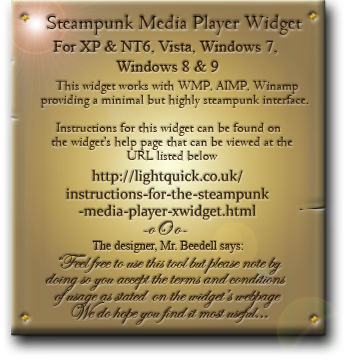 Steampunk Media Player Widget
For XP & NT6, Vista, Windows 7,
Windows 8 & 9
This widget works with WMP, AIMP, Winamp
providing a minimal but highly steampunk interface.
Instructions for this widget can be found on
the widget's help page that can be viewed at the
URL listed below
http://lightquick.co.uk/
instructions-for-the-steampunk
-media-player-xwidget.html
-oOo-
The designer, Mr. Beedell says:
"Feel free to use this tool but please note by
doing so you accept the terms and conditions
of usage as stated on the widget's webpage
We do hope you find it most useful...